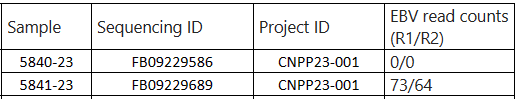 Sample Sequencing ID Project ID EBV read counts
(R1/R2)
5840-23 FB09229586 CNPP23-001 0/0
5841-23 FB09229689 CNPP23-001 73/64